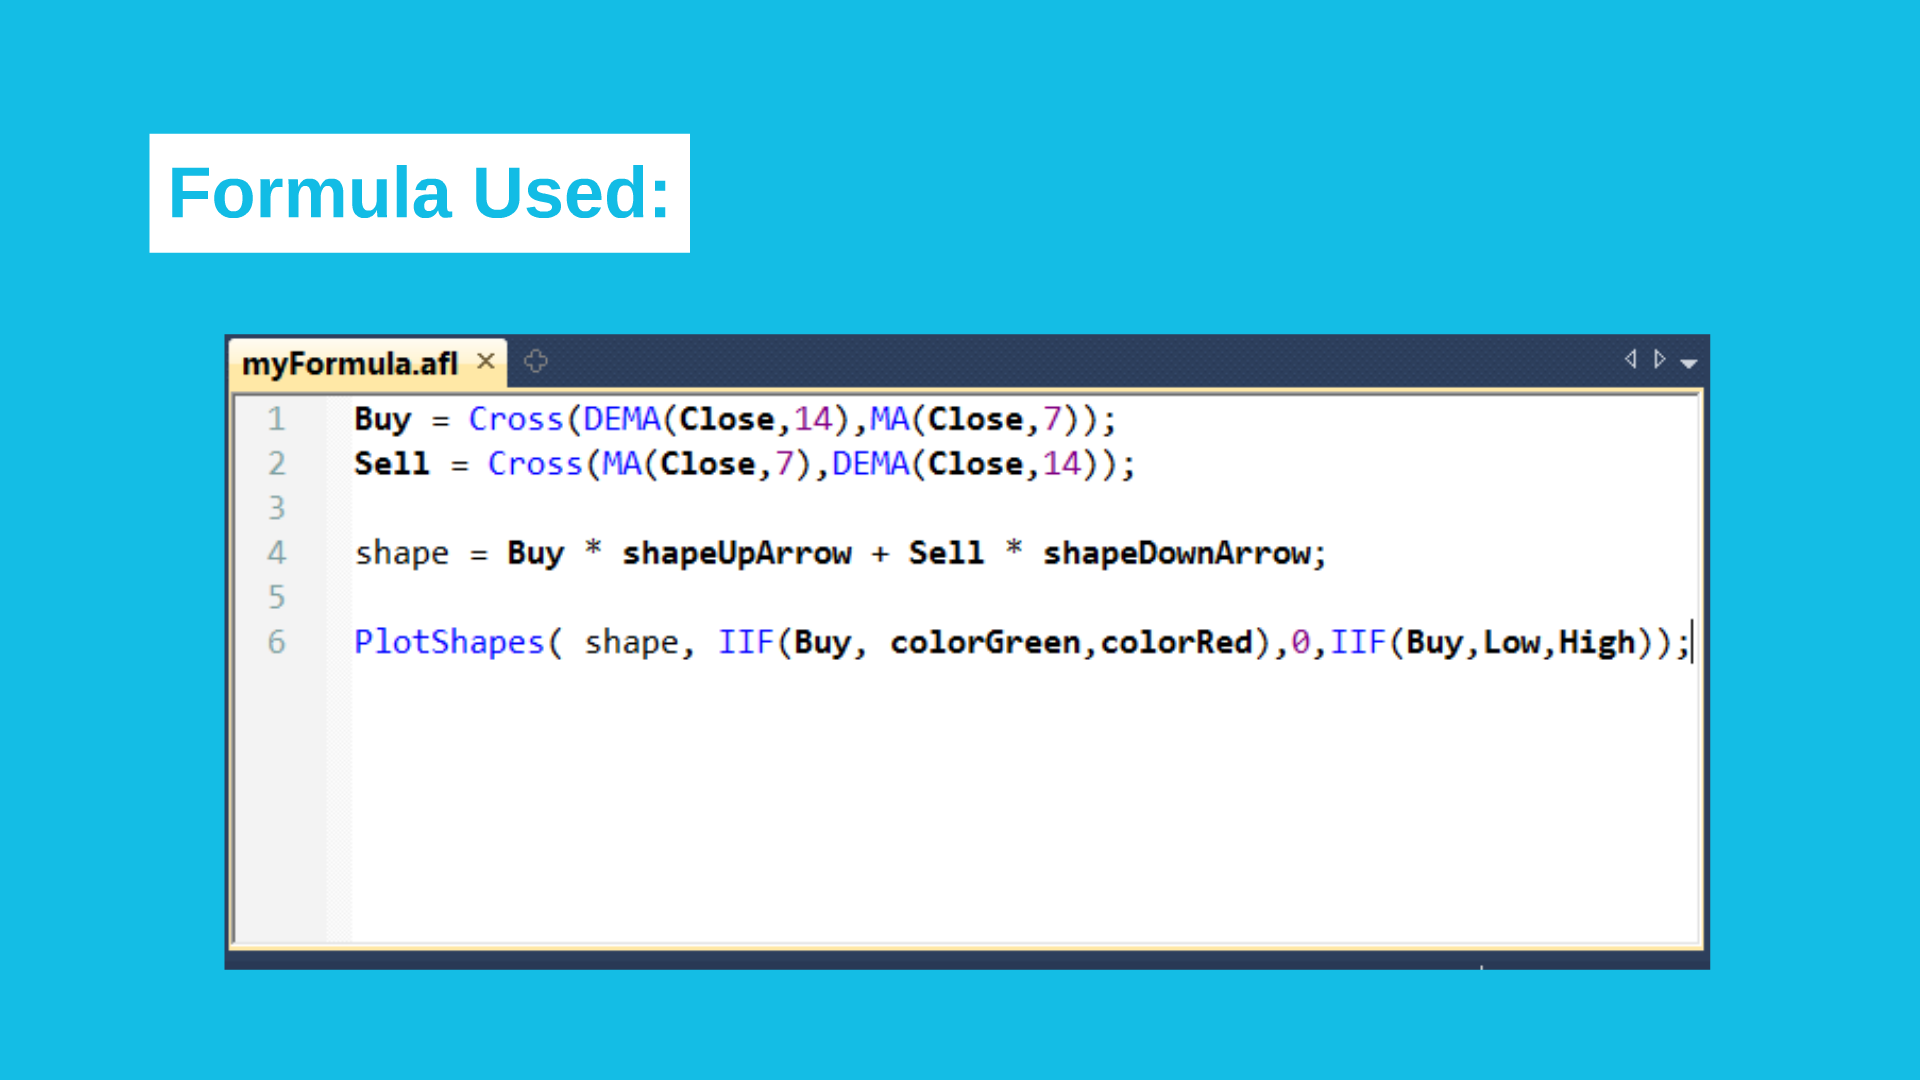 Formula Used:
myFormula.afl
1 Buy = Cross(DEMA(Close,14),MA(Close,7));
2 Sell = Cross(MA(Close,7),DEMA(Close,14));
3
4 shape = Buy * shapeUpArrow + Sell * shapeDownArrow;
5
6 PlotShapes( shape, IIF(Buy, colorGreen,colorRed),0,IIF(Buy,Low,High));